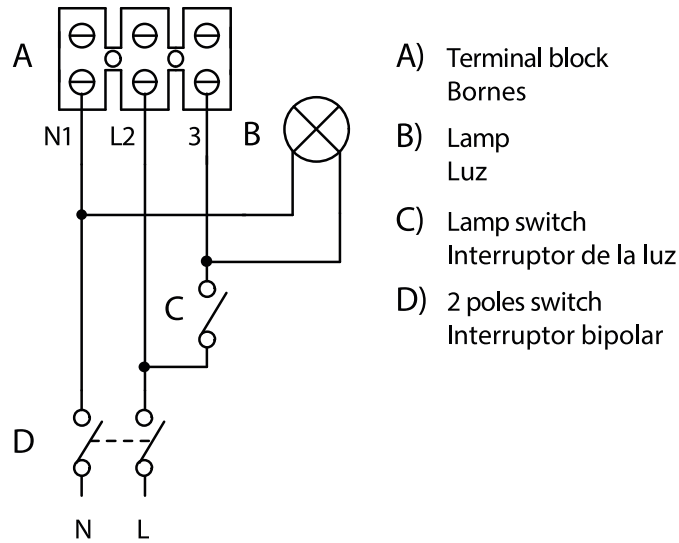 A
N1 L2 3 B
C
D
N L
A) Terminal block
Bornes
B) Lamp
Luz
C) Lamp switch
Interruptor de la luz
D) 2 poles switch
Interruptor bipolar